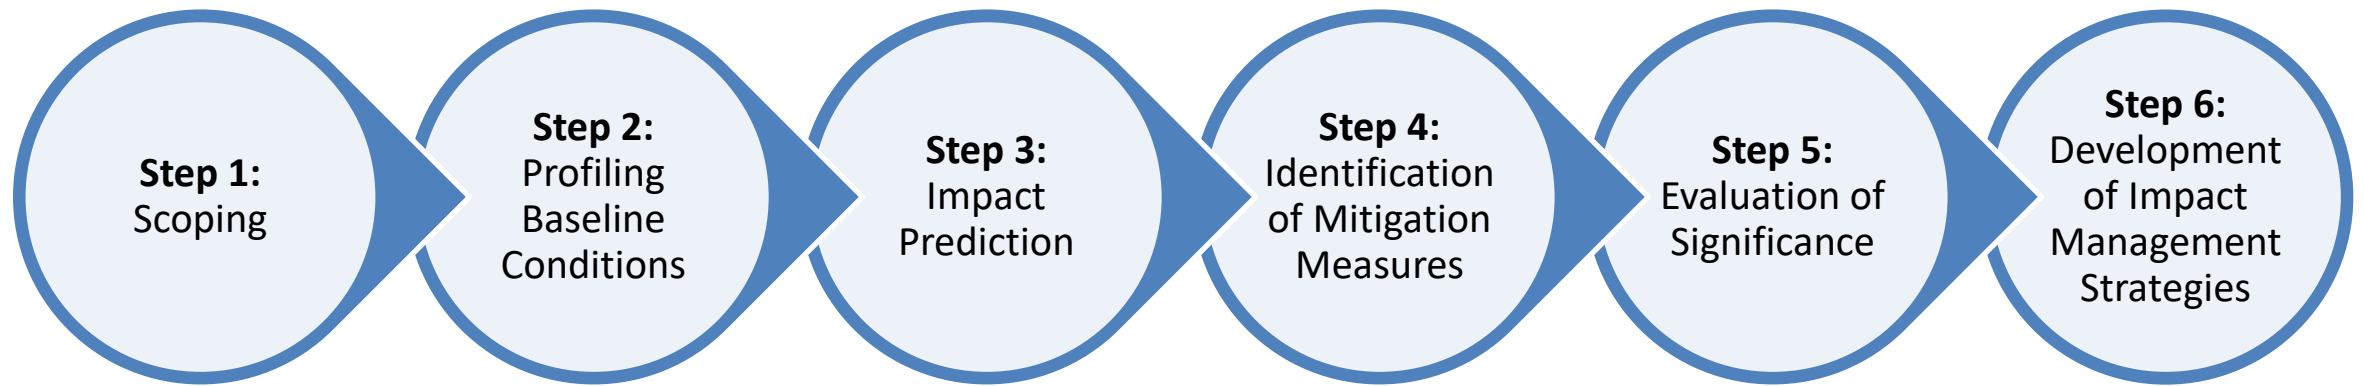 Step 1:
Scoping
Step 2:
Profiling
Baseline
Conditions
Step 3:
Impact
Prediction
Step 4:
Identification
of Mitigation
Measures
Step 5:
Evaluation of
Significance
Step 6:
Development
of Impact
Management
Strategies